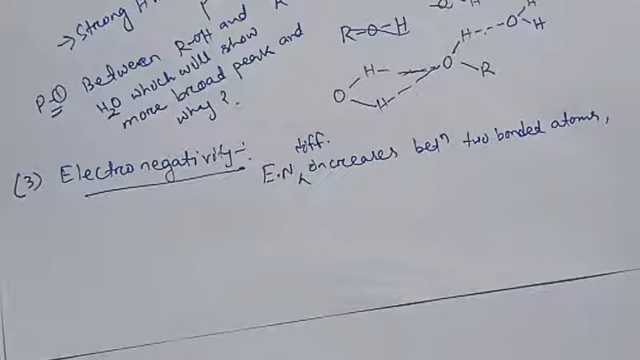 → Strong H
P-① Between R-OH and
H2O which will show
more broad peak and
why?
R-O-H
H
O
H
O
H
R
O
H
H
(3) Electronegativity-:
diff.
E.N increases betn two bonded atoms,